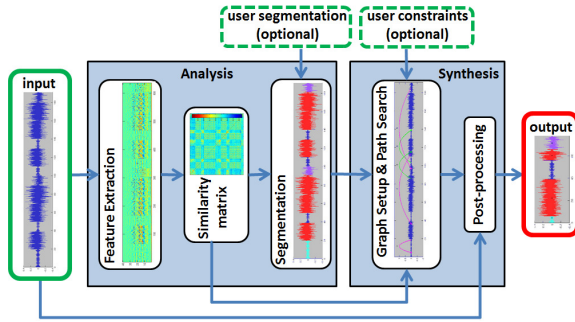 user segmentation
(optional)
user constraints
(optional)
Analysis
Synthesis
input
output
Feature Extraction
Similarity
matrix
Segmentation
Graph Setup & Path Search
Post-processing